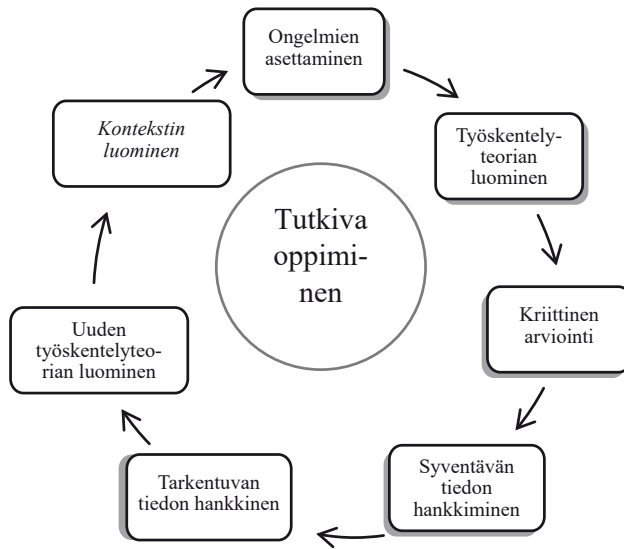 Ongelmien
asettaminen
Työskentely-
teorian
luominen
Kriittinen
arviointi
Syventävän
tiedon
hankkiminen
Tarkentuvan
tiedon hankkinen
Uuden
työskentelyteo-
rian luominen
Kontekstin
luominen
Tutkiva
oppimi-
nen